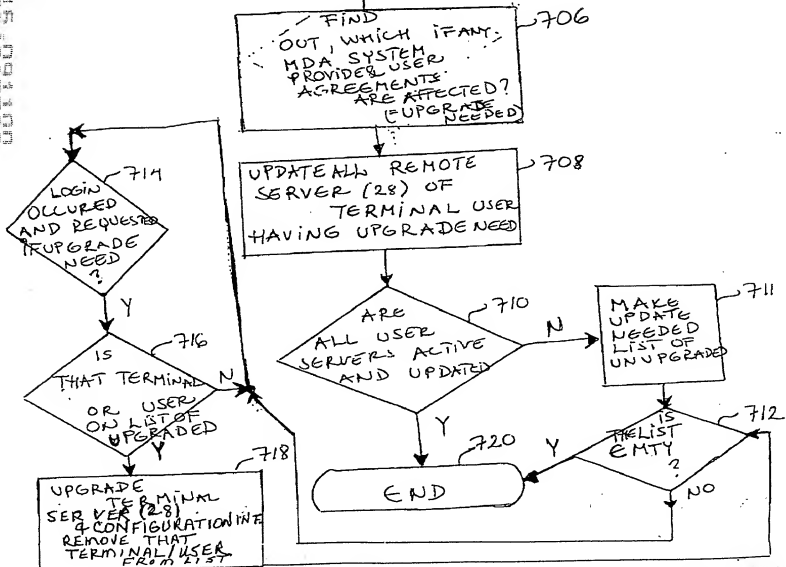 FIND
OUT, WHICH IF ANY
MDA SYSTEM
PROVIDER USER
AGREEMENTS
ARE AFFECTED?
(=UPGRADE
NEEDED)
706
UPDATE ALL REMOTE
SERVER (28) OF
TERMINAL USER
HAVING UPGRADE NEED
708
ARE
ALL USER
SERVERS ACTIVE
AND UPDATED
710
N
Y
MAKE
UPDATE
NEEDED
LIST OF
UNUPGRADED
711
IS
THE LIST
EMTY
?
712
Y
NO
END
720
LOGIN
OCCURED
AND REQUESTED
IF UPGRADE
NEED
?
714
Y
IS
THAT TERMINAL
OR USER
ON LIST OF
UPGRADED
716
N
Y
UPGRADE
TERMINAL
SERVER (28)
& CONFIGURATION INE
REMOVE THAT
TERMINAL/USER
FROM LIST
718